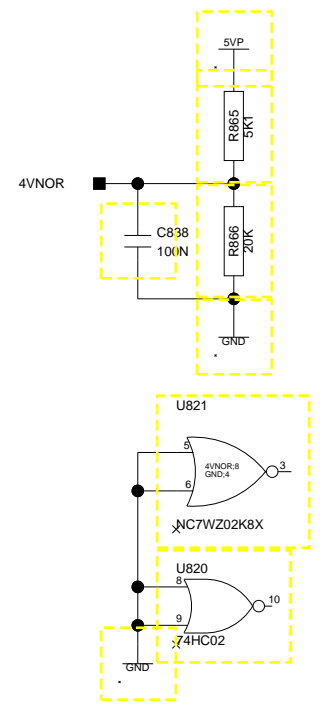 5VP
R865
5K1
4VNOR
C838
100N
R866
20K
GND
U821
5
4VNOR;8
GND;4
3
6
NC7WZ02K8X
U820
8
10
9
74HC02
GND